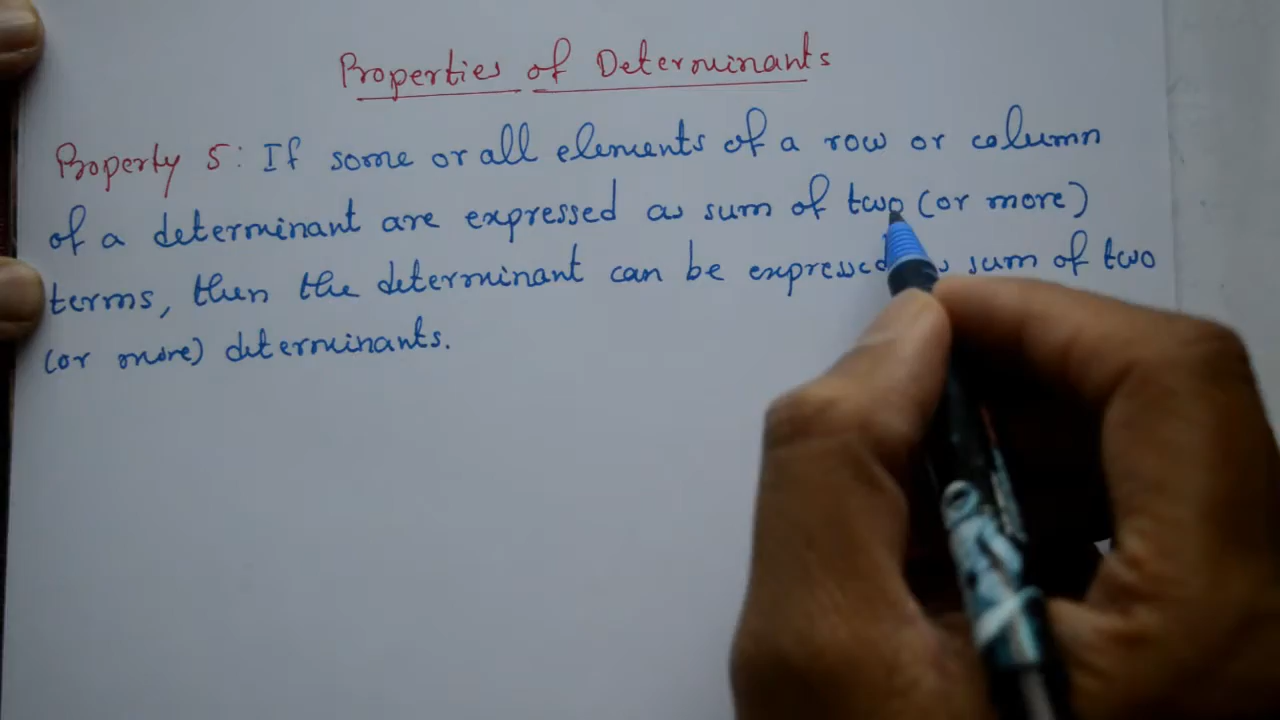 Properties of Determinants
Property 5: If some or all elements of a row or column
of a determinant are expressed as sum of two (or more)
terms, then the determinant can be expressed sum of two
(or more) determinants.